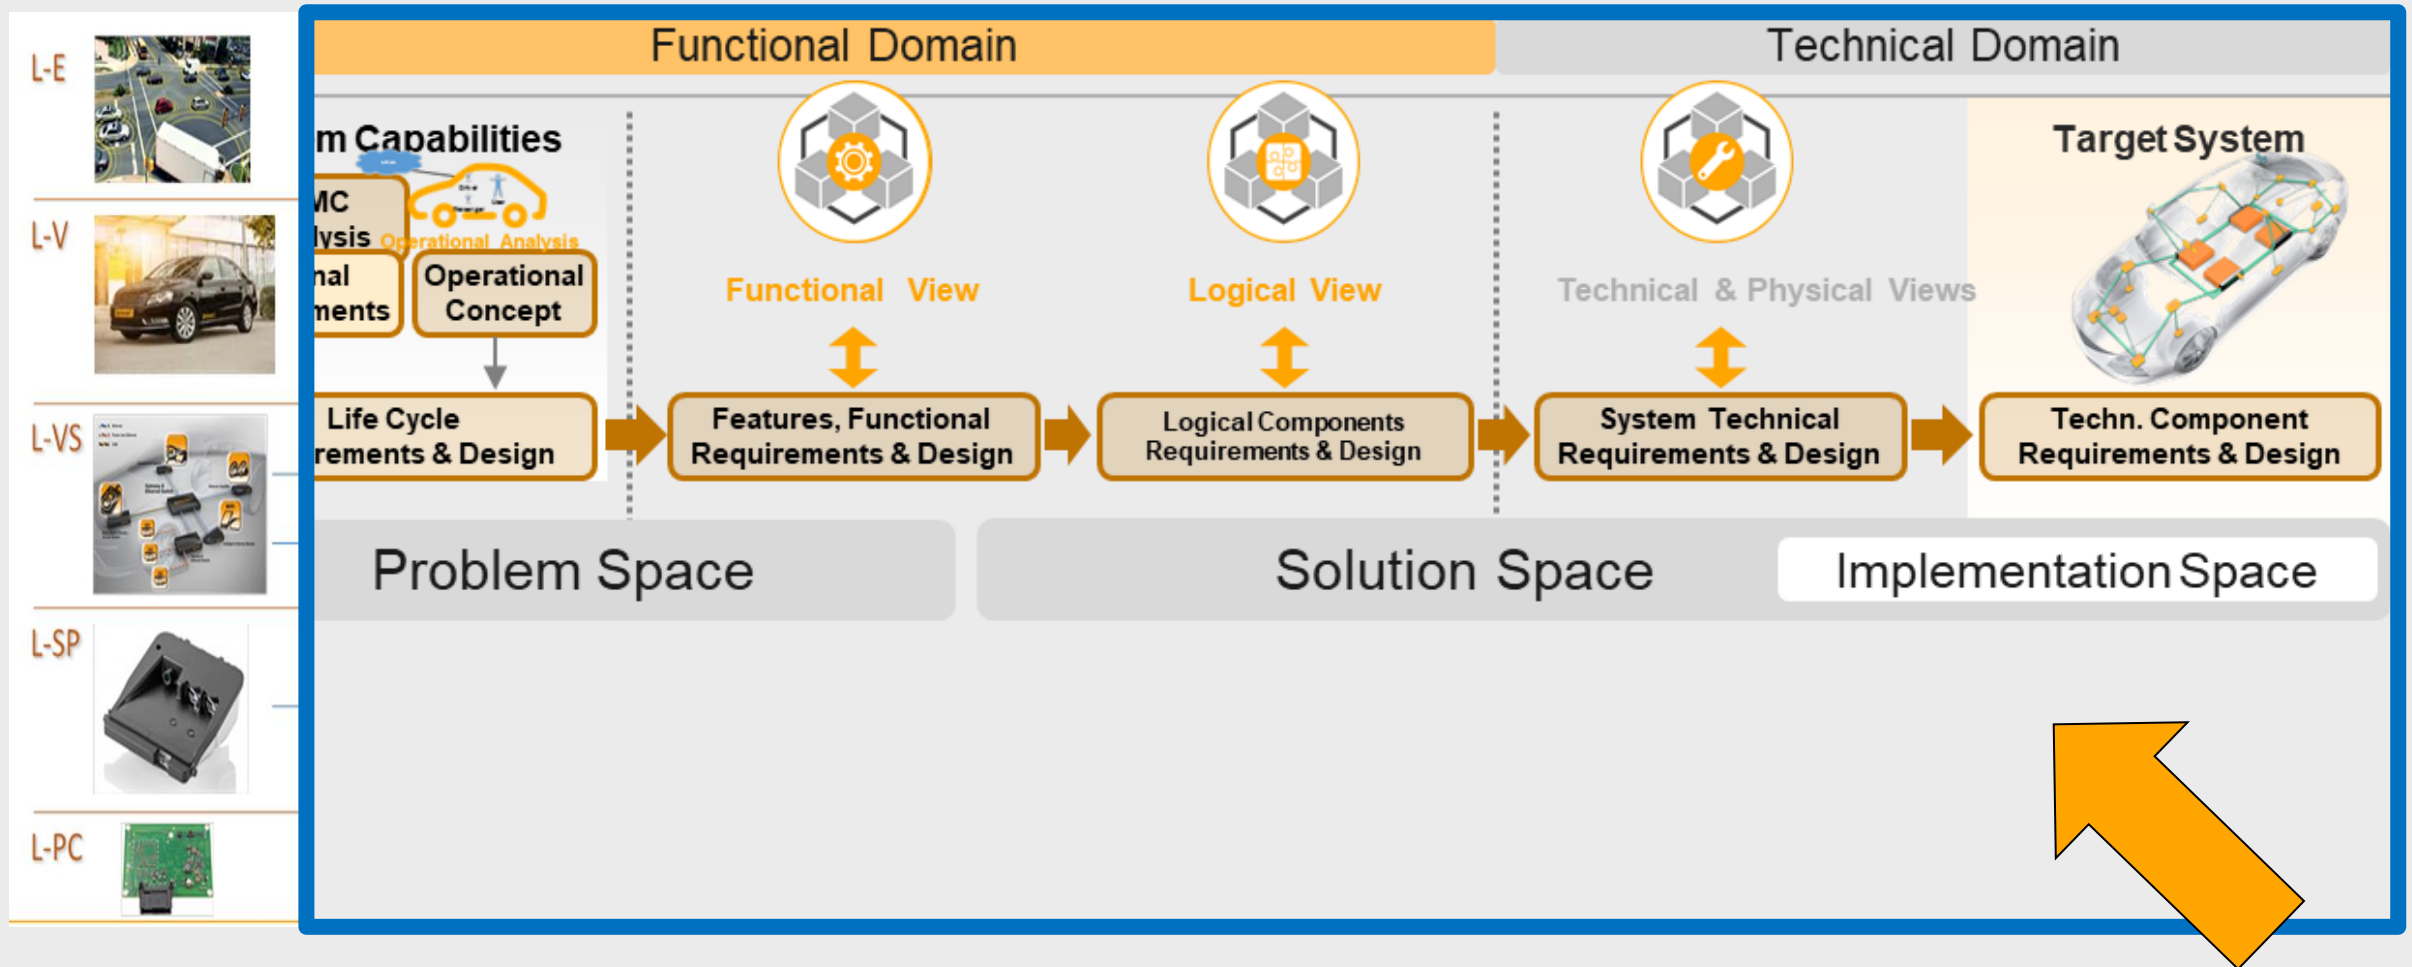 Functional Domain
Technical Domain
L-E
m Capabilities
Target System
MC
lysis
Operational Analysis
L-V
nal
ments
Operational
Concept
Functional View
Logical View
Technical & Physical Views
L-VS
Life Cycle
rements & Design
Features, Functional
Requirements & Design
Logical Components
Requirements & Design
System Technical
Requirements & Design
Techn. Component
Requirements & Design
Problem Space
Solution Space
Implementation Space
L-SP
L-PC